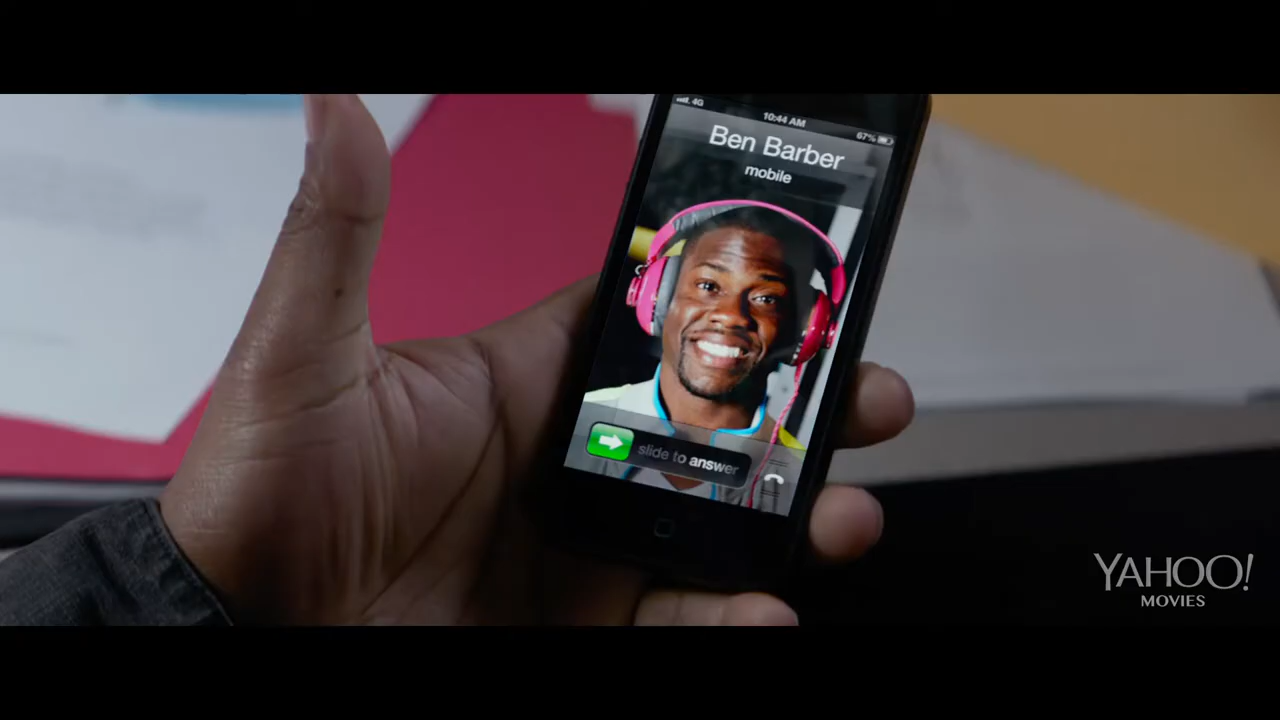 4G
10:44 AM
67%
Ben Barber
mobile
slide to answer
YAHOO!
MOVIES